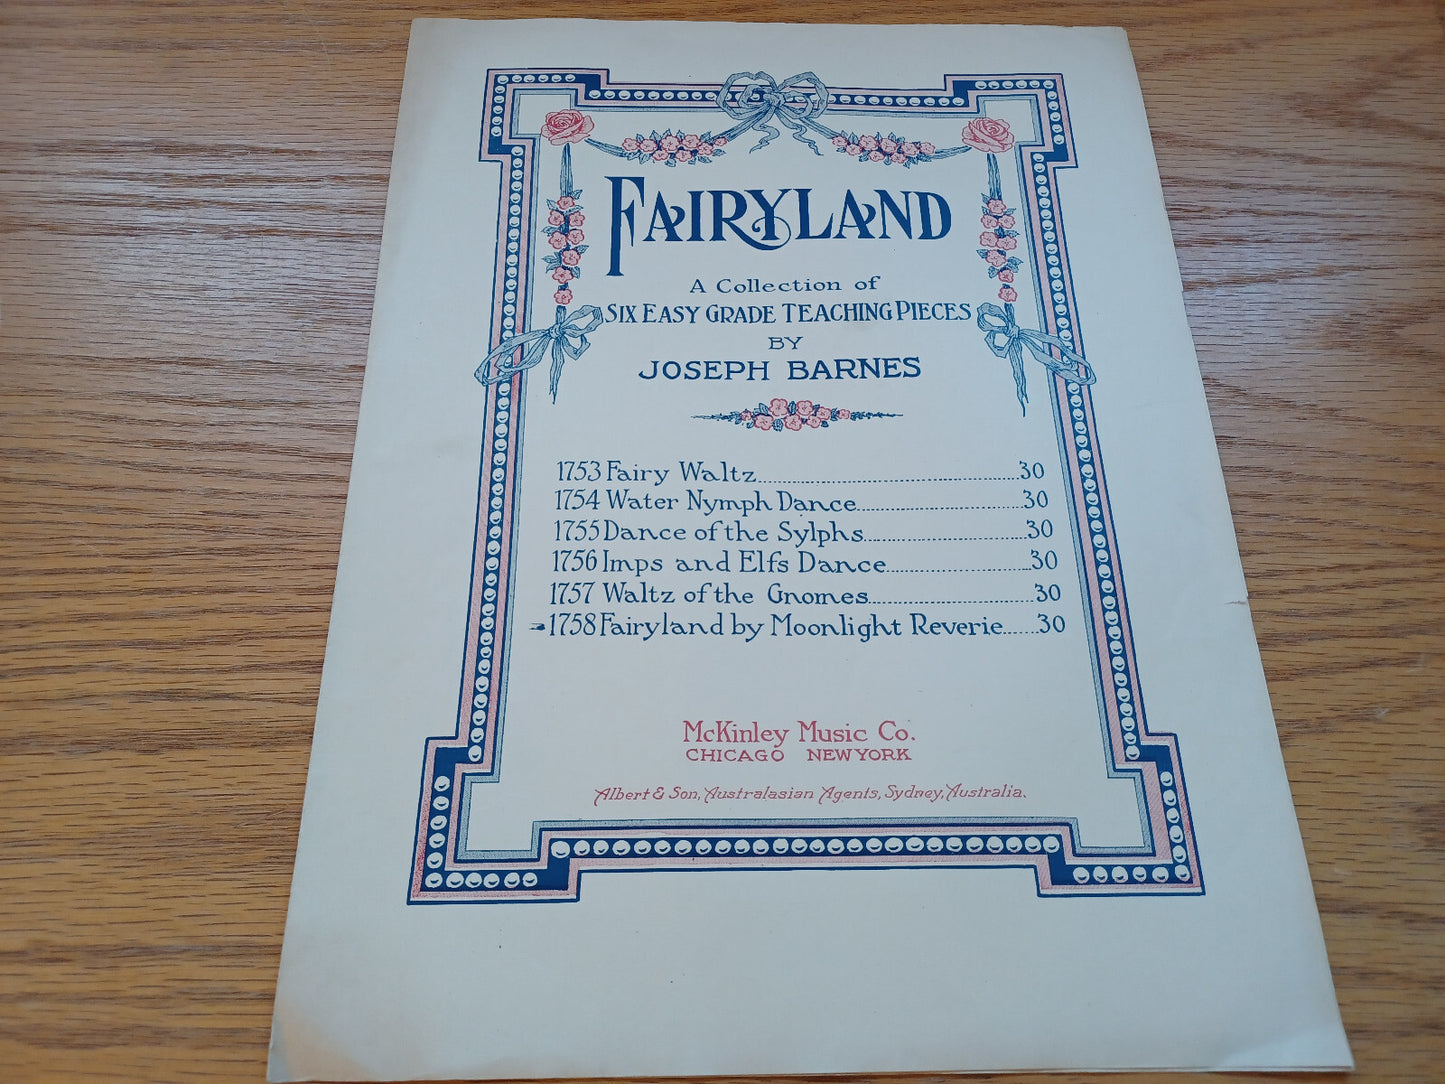 FAIRYLAND
A Collection of
SIX EASY GRADE TEACHING PIECES
BY
JOSEPH BARNES
1753 Fairy Waltz 30
1754 Water Nymph Dance 30
1755 Dance of the Sylphs 30
1756 Imps and Elfs Dance 30
1757 Waltz of the Gnomes 30
1758 Fairyland by Moonlight Reverie 30
McKinley Music Co.
CHICAGO NEW YORK
Albert & Son, Australasian Agents, Sydney, Australia.